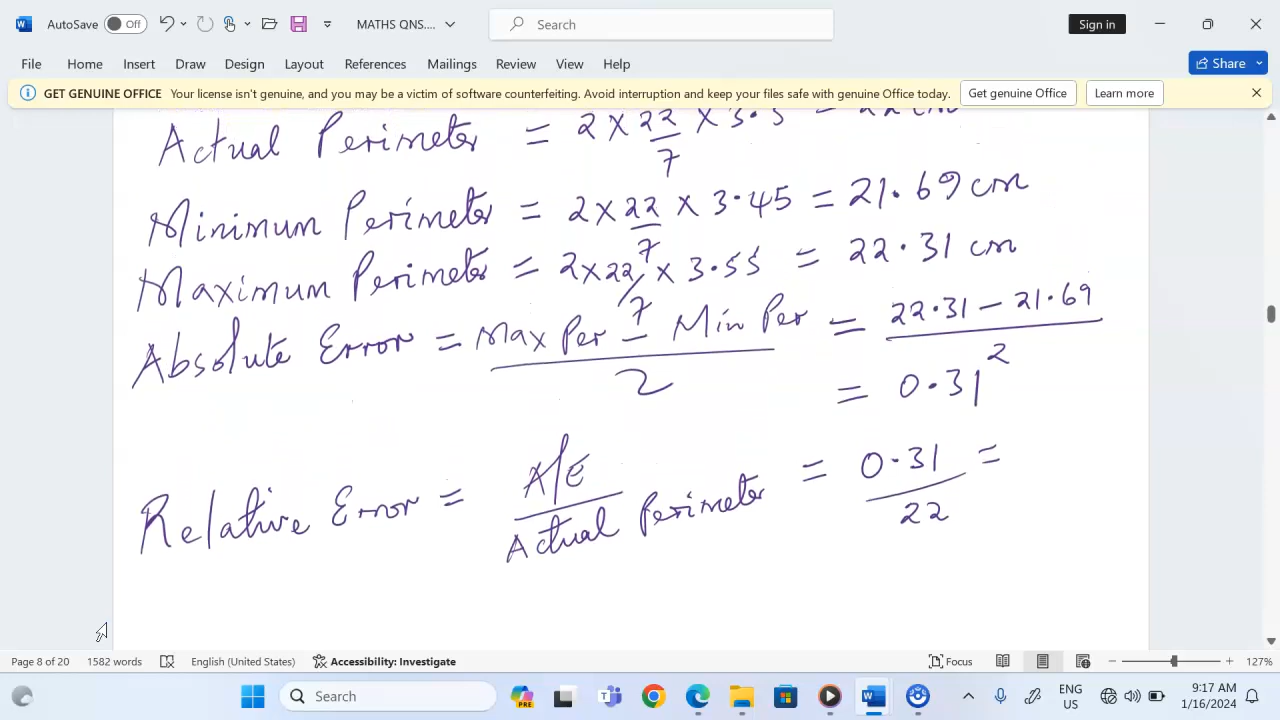 AutoSave Off MATHS QNS.... Search Sign in
File Home Insert Draw Design Layout References Mailings Review View Help Share
GET GENUINE OFFICE Your license isn't genuine, and you may be a victim of software counterfeiting. Avoid interruption and keep your files safe with genuine Office today. Get genuine Office Learn more
Actual Perimeter = 2 × 22/7 × 3.5 = 22 cm
Minimum Perimeter = 2 × 22/7 × 3.45 = 21.69 cm
Maximum Perimeter = 2 × 22/7 × 3.55 = 22.31 cm
Absolute Error = Max Per - Min Per / 2 = 22.31 - 21.69 / 2
= 0.31
Relative Error = A/E / Actual Perimeter = 0.31 / 22 =
Page 8 of 20 1582 words English (United States) Accessibility: Investigate Focus 127%
Search PRE ENG US 9:17 AM 1/16/2024